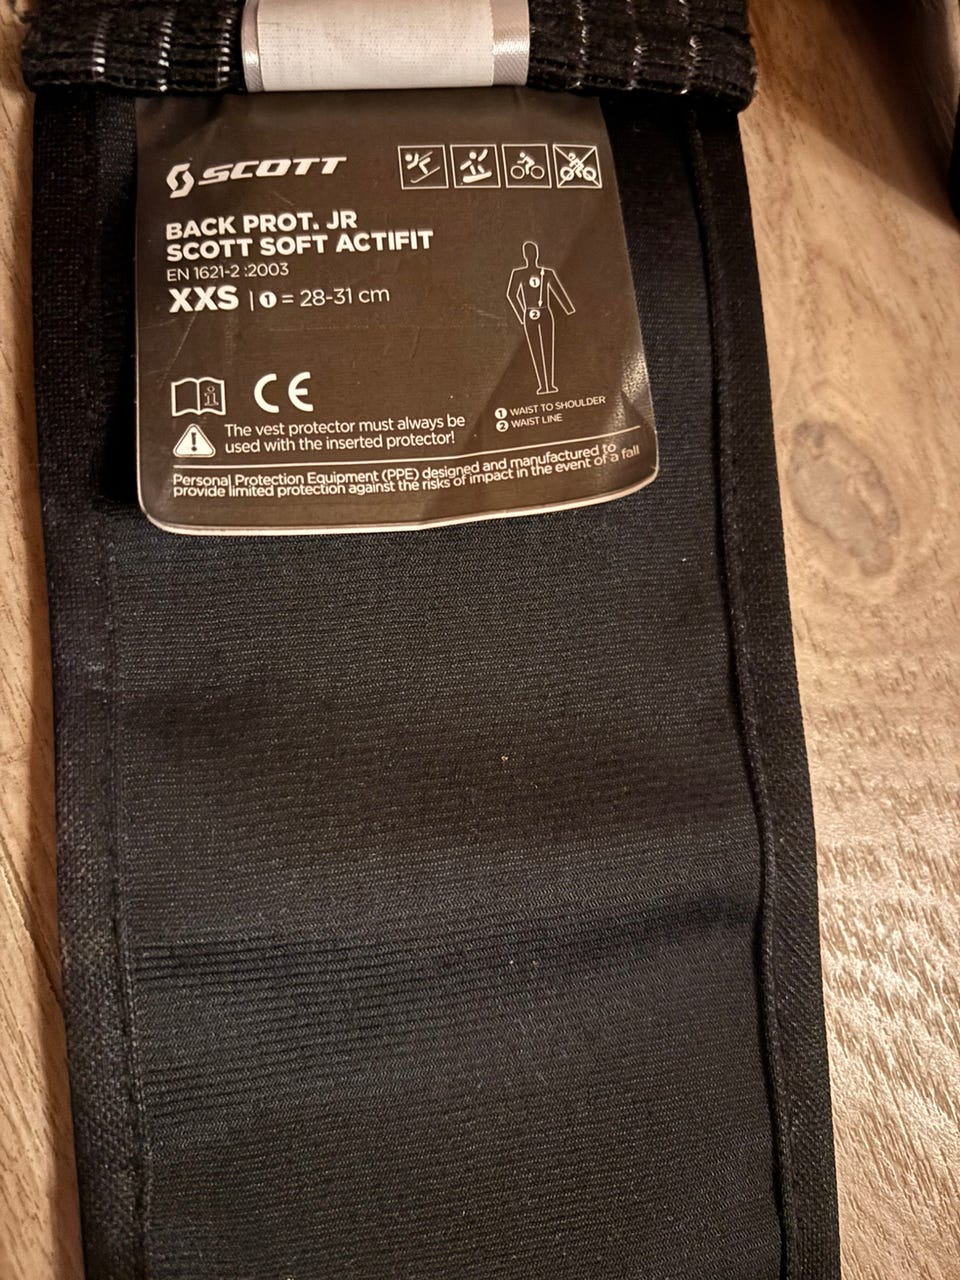 SCOTT
BACK PROT. JR
SCOTT SOFT ACTIFIT
EN 1621-2 :2003
XXS | 1 = 28-31 cm
1
2
1 WAIST TO SHOULDER
2 WAIST LINE
CE
The vest protector must always be
used with the inserted protector!
Personal Protection Equipment (PPE) designed and manufactured to
provide limited protection against the risks of impact in the event of a fall